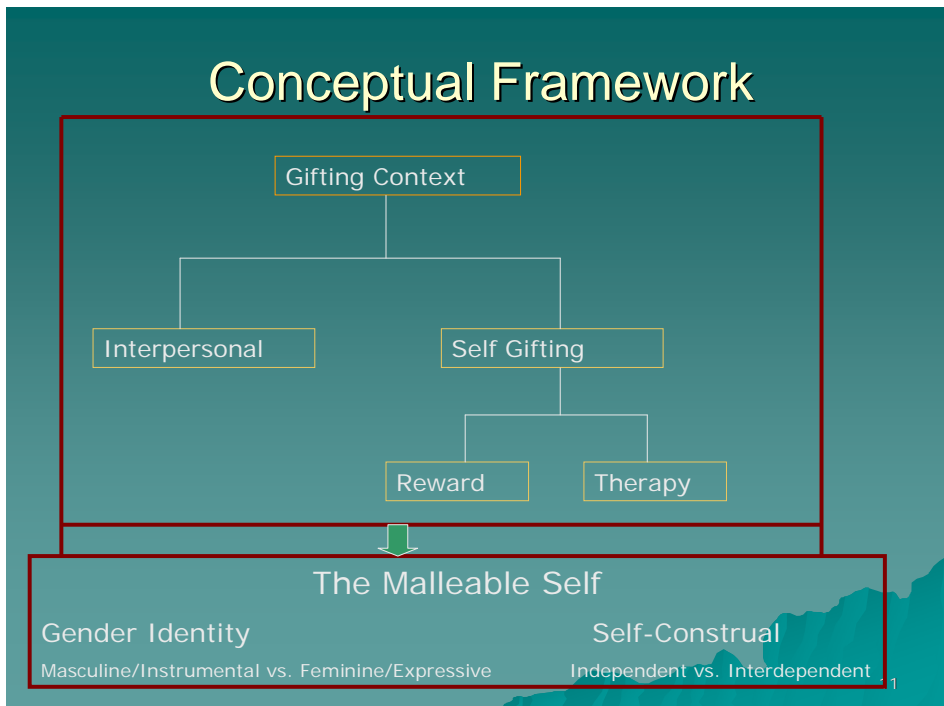 Conceptual Framework
Gifting Context
Interpersonal
Self Gifting
Reward
Therapy
The Malleable Self
Gender Identity
Self-Construal
Masculine/Instrumental vs. Feminine/Expressive
Independent vs. Interdependent